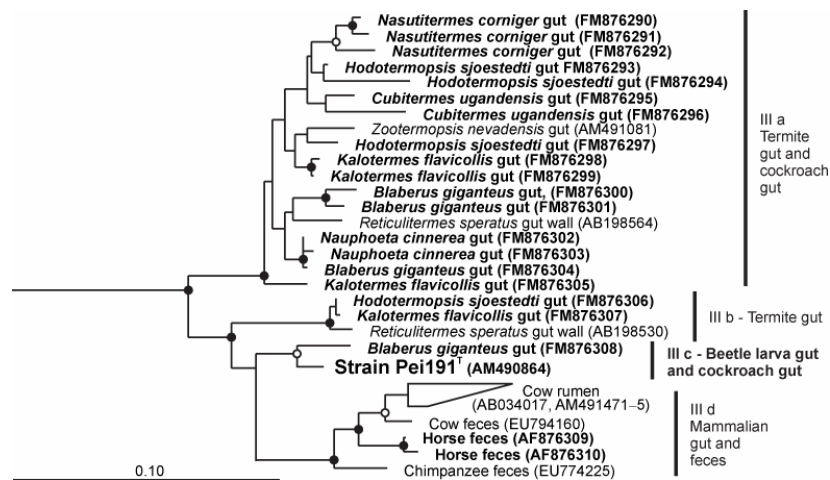 Nasutitermes corniger gut (FM876290)
Nasutitermes corniger gut (FM876291)
Nasutitermes corniger gut (FM876292)
Hodotermopsis sjoestedti gut FM876293)
Hodotermopsis sjoestedti gut (FM876294)
Cubitermes ugandensis gut (FM876295)
Cubitermes ugandensis gut (FM876296)
Zootermopsis nevadensis gut (AM491081)
Hodotermopsis sjoestedti gut (FM876297)
Kalotermes flavicollis gut (FM876298)
Kalotermes flavicollis gut (FM876299)
Blaberus giganteus gut, (FM876300)
Blaberus giganteus gut (FM876301)
Reticulitermes speratus gut wall (AB198564)
Nauphoeta cinnerea gut (FM876302)
Nauphoeta cinnerea gut (FM876303)
Blaberus giganteus gut (FM876304)
Kalotermes flavicollis gut (FM876305)
III a
Termite
gut and
cockroach
gut
Hodotermopsis sjoestedti gut (FM876306)
Kalotermes flavicollis gut (FM876307)
Reticulitermes speratus gut wall (AB198530)
III b - Termite gut
Blaberus giganteus gut (FM876308)
Strain Pei191ᵀ (AM490864)
III c - Beetle larva gut
and cockroach gut
Cow rumen
(AB034017, AM491471–5)
Cow feces (EU794160)
Horse feces (AF876309)
Horse feces (AF876310)
Chimpanzee feces (EU774225)
III d
Mammalian
gut and
feces
0.10